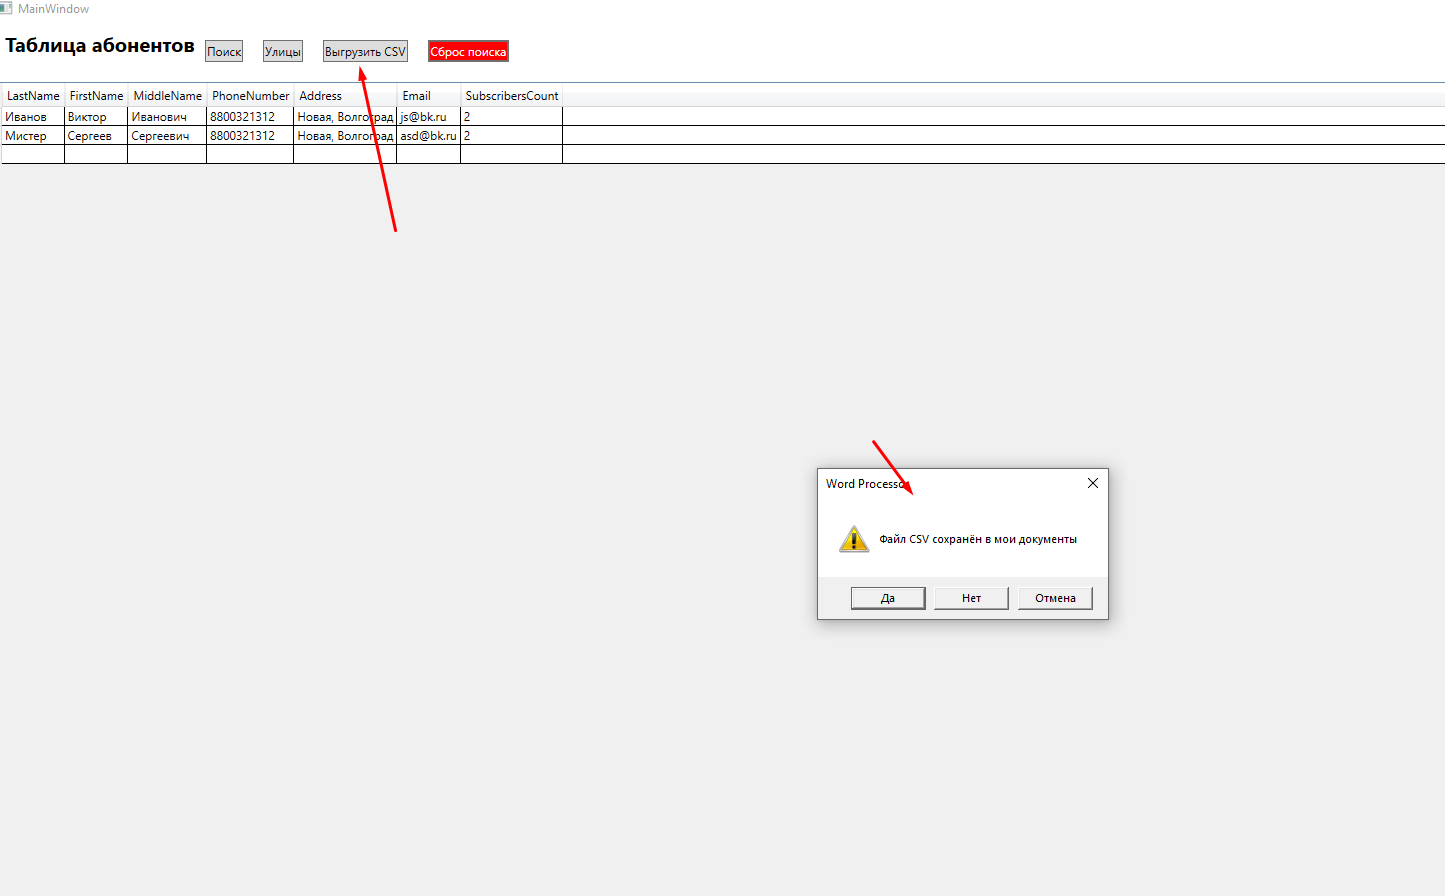 MainWindow
Таблица абонентов Поиск Улицы Выгрузить CSV Сброс поиска
LastName FirstName MiddleName PhoneNumber Address Email SubscribersCount
Иванов Виктор Иванович 8800321312 Новая, Волгоград js@bk.ru 2
Мистер Сергеев Сергеевич 8800321312 Новая, Волгоград asd@bk.ru 2
Word Processor
Файл CSV сохранён в мои документы
Да Нет Отмена